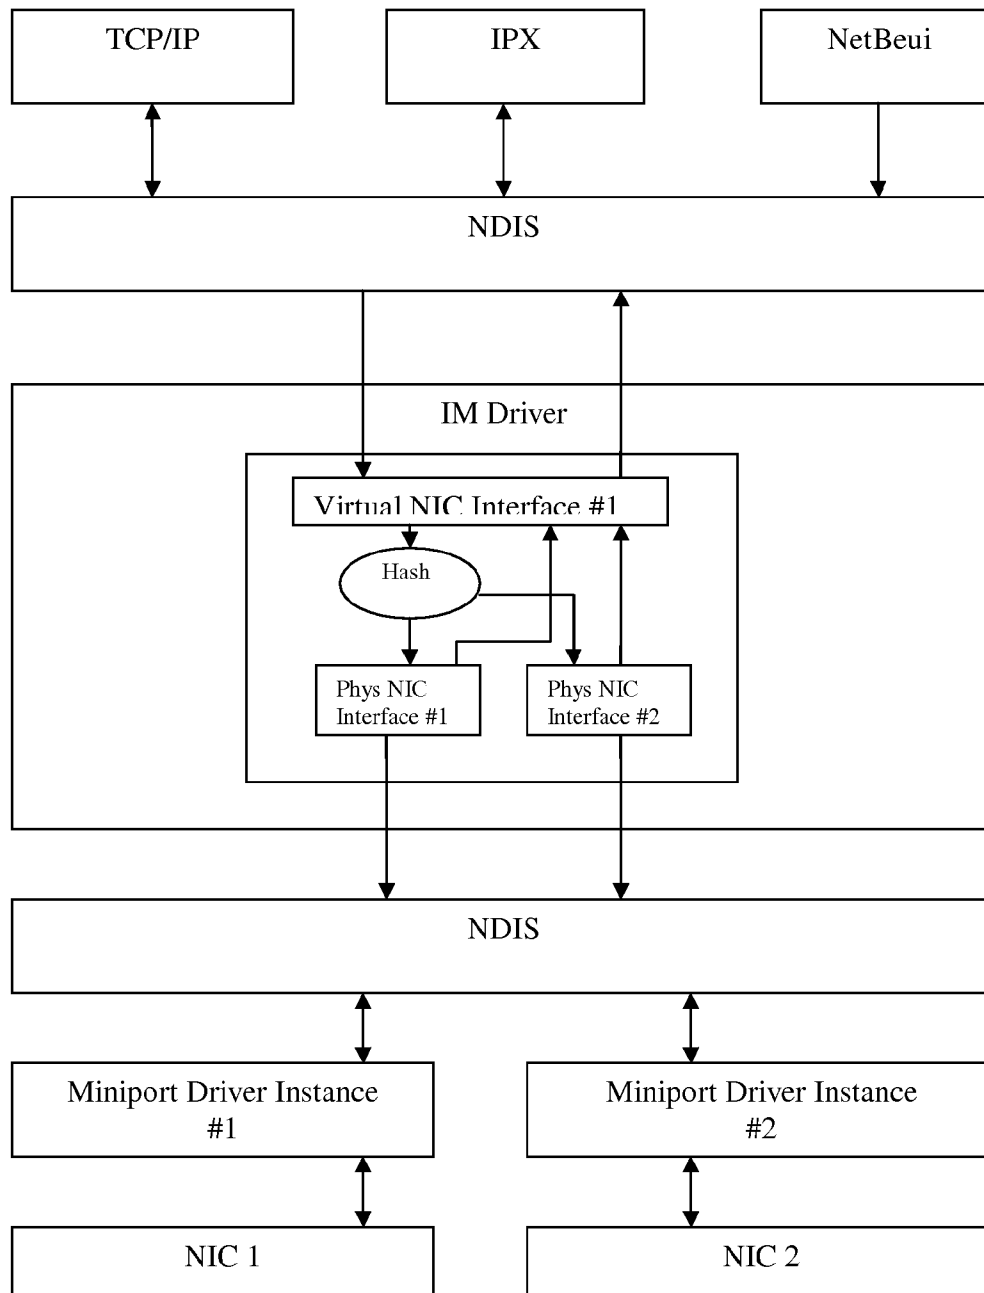 TCP/IP
IPX
NetBeui
NDIS
IM Driver
Virtual NIC Interface #1
Hash
Phys NIC
Interface #1
Phys NIC
Interface #2
NDIS
Miniport Driver Instance
#1
Miniport Driver Instance
#2
NIC 1
NIC 2